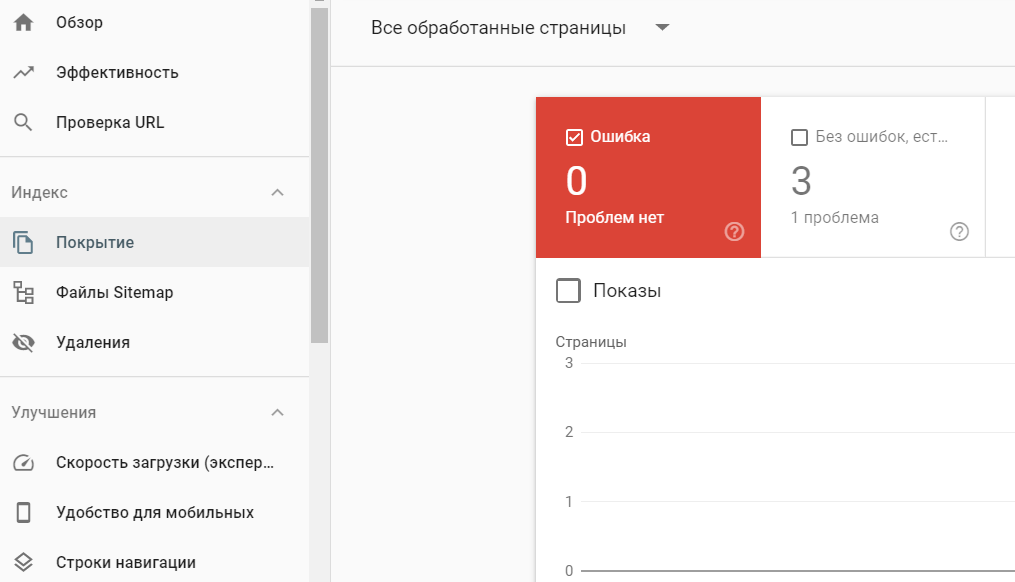 Обзор
Эффективность
Проверка URL
Индекс
Покрытие
Файлы Sitemap
Удаления
Улучшения
Скорость загрузки (экспер...
Удобство для мобильных
Строки навигации
Все обработанные страницы
Ошибка
0
Проблем нет
Без ошибок, ест...
3
1 проблема
Показы
Страницы
3
2
1
0